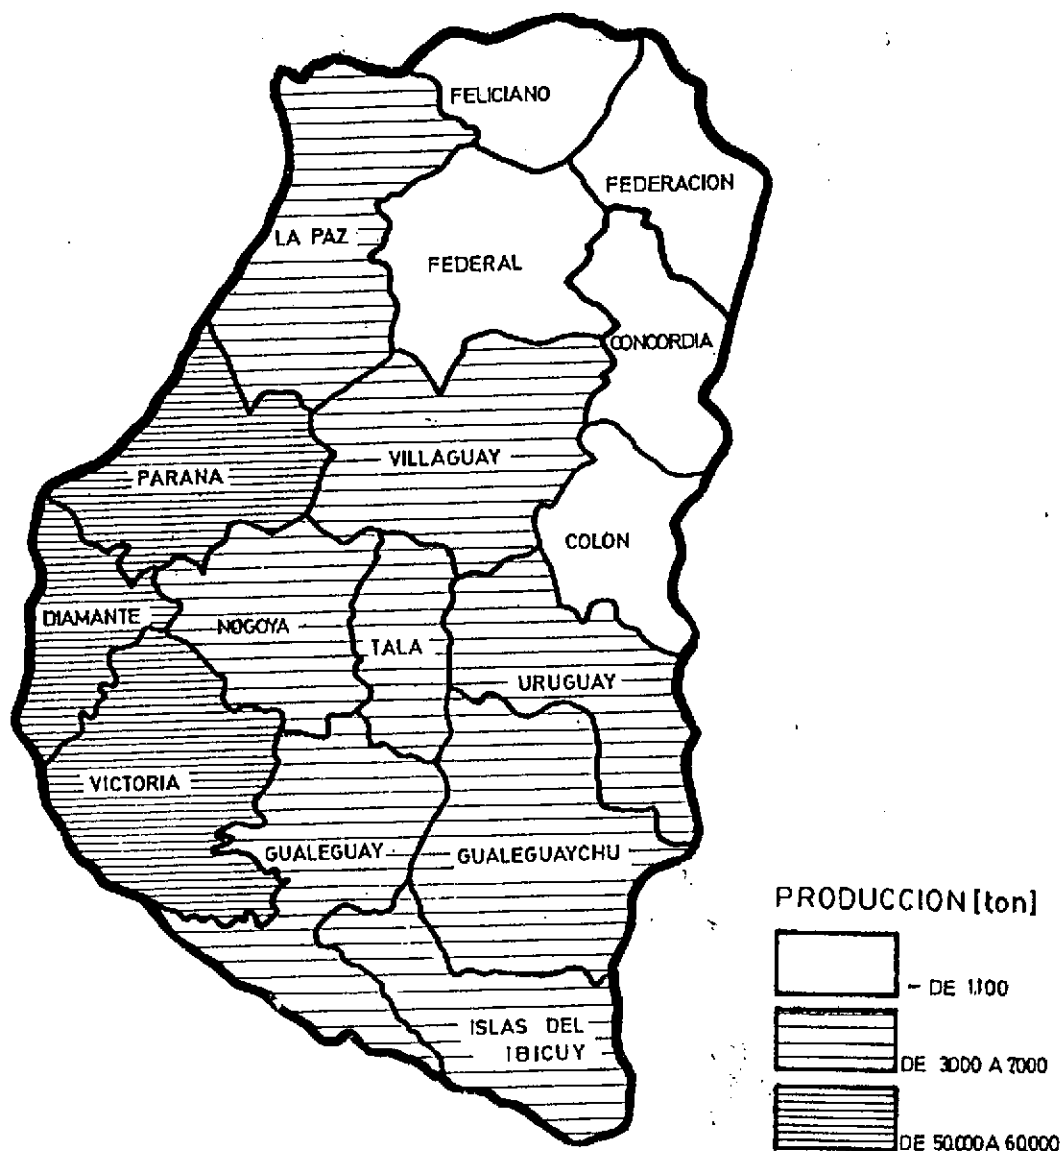 FELICIANO
FEDERACION
LA PAZ
FEDERAL
CONCORDIA
VILLAGUAY
PARANA
COLON
DIAMANTE
NOGOYA
TALA
URUGUAY
VICTORIA
GUALEGUAY
GUALEGUAYCHU
ISLAS DEL
IBICUY
PRODUCCION [ton]
- DE 1.100
DE 3000 A 7000
DE 50.000 A 60.000